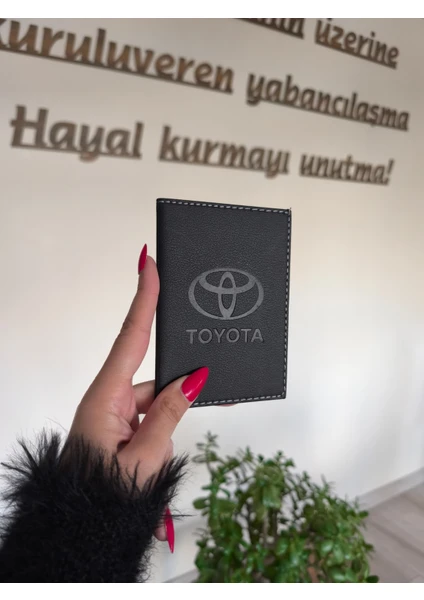 üzerine
kuruluveren yabancılaşma
Hayal kurmayı unutma!
TOYOTA